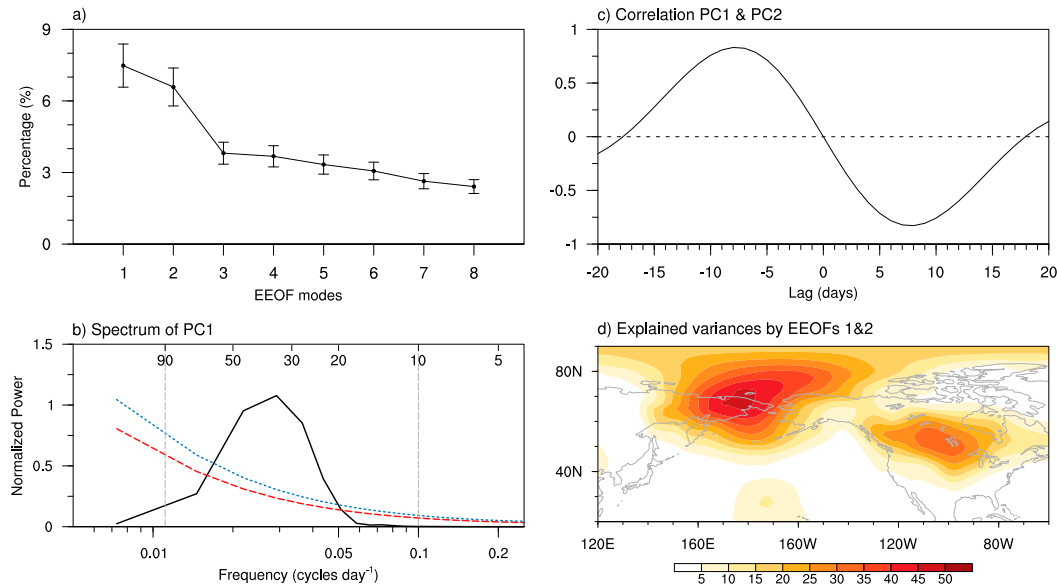 a)
9%
6
3
0
Percentage (%)
1 2 3 4 5 6 7 8
EEOF modes
c) Correlation PC1 & PC2
1
0.5
0
-0.5
-1
-20 -15 -10 -5 0 5 10 15 20
Lag (days)
b) Spectrum of PC1
90 50 30 20 10 5
1.5
1
0.5
0
Normalized Power
0.01 0.05 0.1 0.2
Frequency (cycles day-1)
d) Explained variances by EEOFs 1&2
80N
40N
120E 160E 160W 120W 80W
5 10 15 20 25 30 35 40 45 50